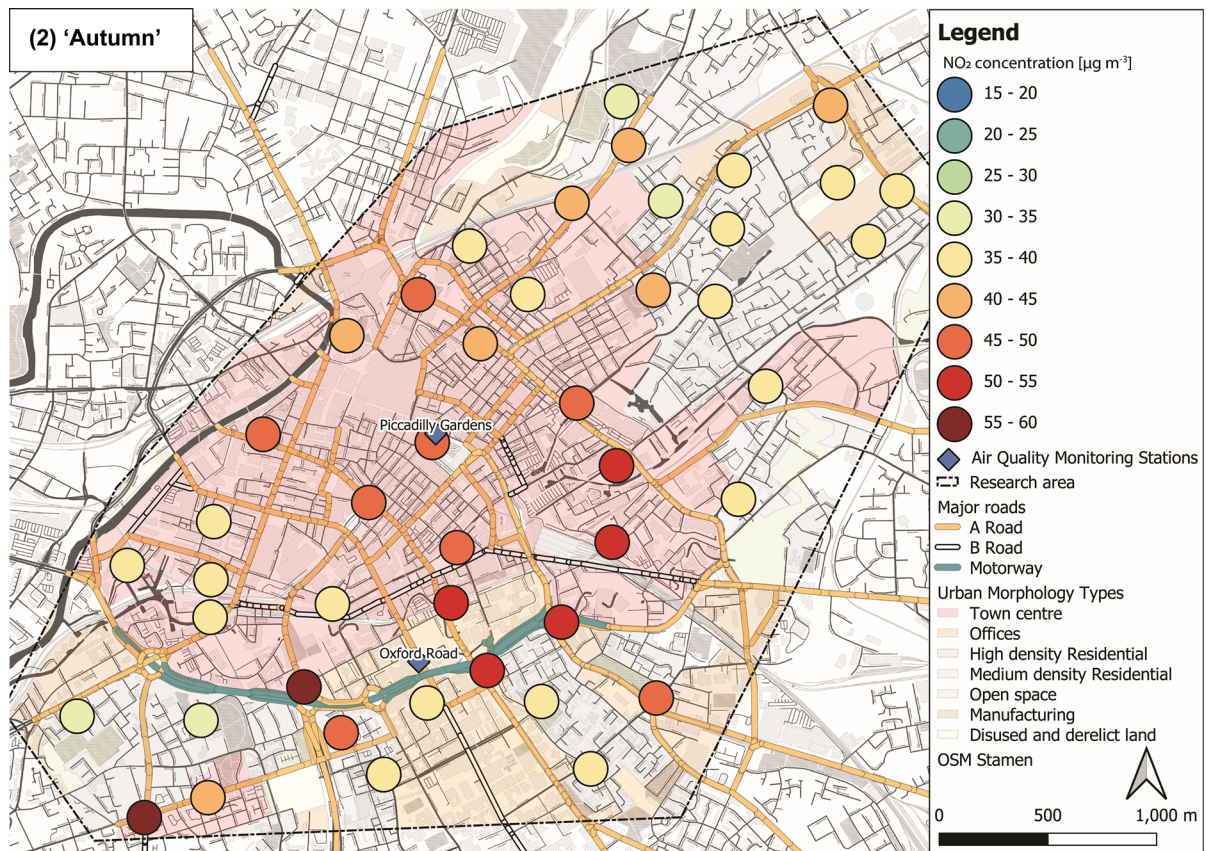 (2) ‘Autumn’
Piccadilly Gardens
Oxford Road
Legend
NO₂ concentration [µg m⁻³]
15 - 20
20 - 25
25 - 30
30 - 35
35 - 40
40 - 45
45 - 50
50 - 55
55 - 60
Air Quality Monitoring Stations
Research area
Major roads
A Road
B Road
Motorway
Urban Morphology Types
Town centre
Offices
High density Residential
Medium density Residential
Open space
Manufacturing
Disused and derelict land
OSM Stamen
0 500 1,000 m